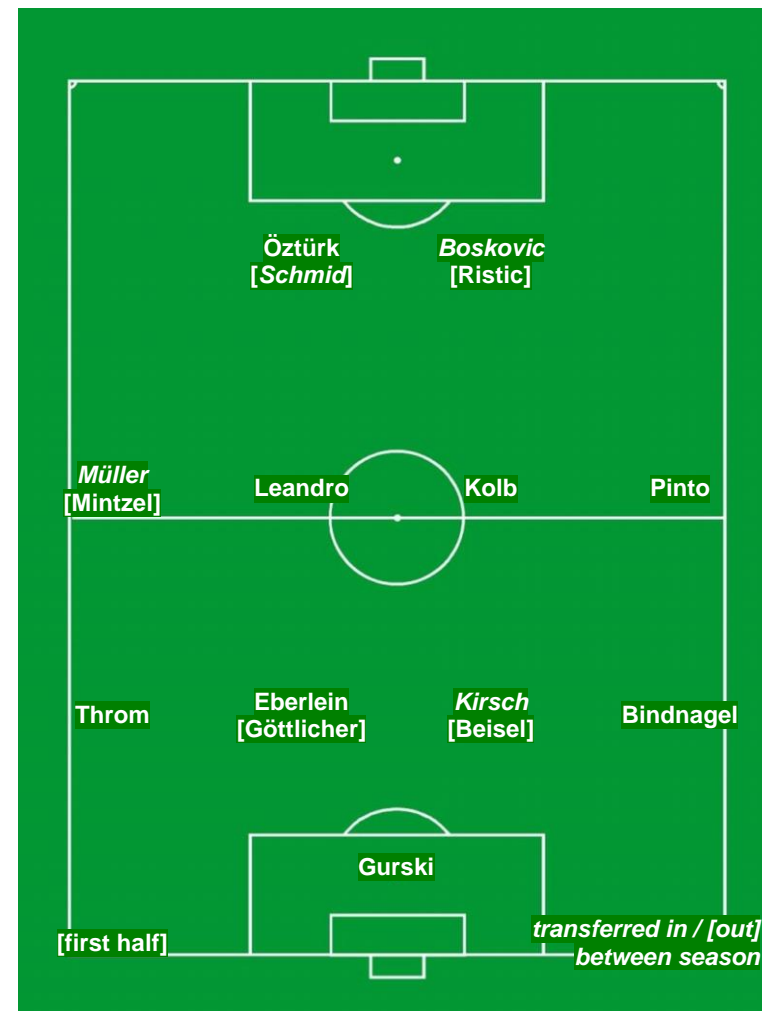 Öztürk
[Schmid]
Boskovic
[Ristic]
Müller
[Mintzel]
Leandro
Kolb
Pinto
Throm
Eberlein
[Göttlicher]
Kirsch
[Beisel]
Bindnagel
Gurski
[first half]
transferred in / [out]
between season